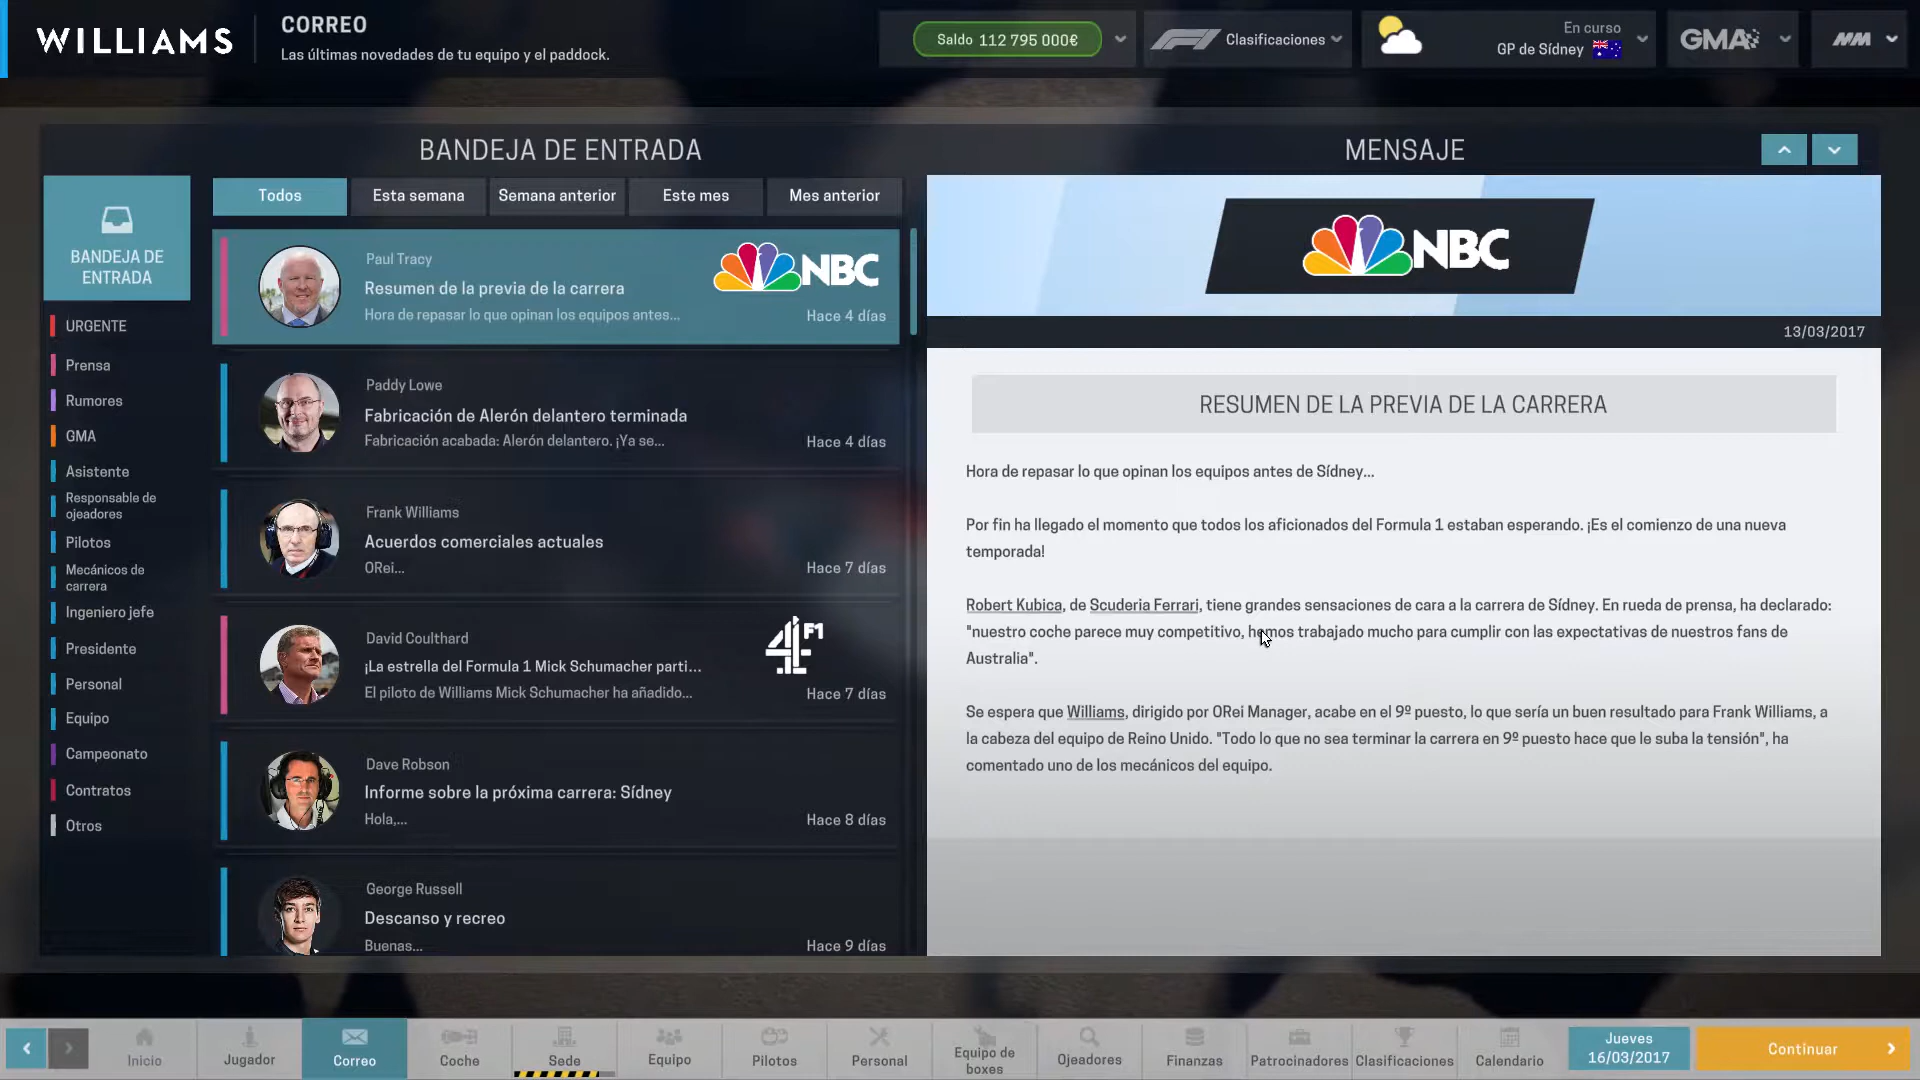 WILLIAMS
CORREO
Las últimas novedades de tu equipo y el paddock.
Saldo 112 795 000€
Clasificaciones
En curso
GP de Sídney
GMA
MM
BANDEJA DE ENTRADA
MENSAJE
BANDEJA DE
ENTRADA
URGENTE
Prensa
Rumores
GMA
Asistente
Responsable de
ojeadores
Pilotos
Mecánicos de
carrera
Ingeniero jefe
Presidente
Personal
Equipo
Campeonato
Contratos
Otros
Todos
Esta semana
Semana anterior
Este mes
Mes anterior
Paul Tracy
Resumen de la previa de la carrera
Hora de repasar lo que opinan los equipos antes...
NBC
Hace 4 días
Paddy Lowe
Fabricación de Alerón delantero terminada
Fabricación acabada: Alerón delantero. ¡Ya se...
Hace 4 días
Frank Williams
Acuerdos comerciales actuales
ORei...
Hace 7 días
David Coulthard
¡La estrella del Formula 1 Mick Schumacher parti...
El piloto de Williams Mick Schumacher ha añadido...
4F1
Hace 7 días
Dave Robson
Informe sobre la próxima carrera: Sídney
Hola,...
Hace 8 días
George Russell
Descanso y recreo
Buenas...
Hace 9 días
NBC
13/03/2017
RESUMEN DE LA PREVIA DE LA CARRERA
Hora de repasar lo que opinan los equipos antes de Sídney...
Por fin ha llegado el momento que todos los aficionados del Formula 1 estaban esperando. ¡Es el comienzo de una nueva
temporada!
Robert Kubica, de Scuderia Ferrari, tiene grandes sensaciones de cara a la carrera de Sídney. En rueda de prensa, ha declarado:
"nuestro coche parece muy competitivo, hemos trabajado mucho para cumplir con las expectativas de nuestros fans de
Australia".
Se espera que Williams, dirigido por ORei Manager, acabe en el 9º puesto, lo que sería un buen resultado para Frank Williams, a
la cabeza del equipo de Reino Unido. "Todo lo que no sea terminar la carrera en 9º puesto hace que le suba la tensión", ha
comentado uno de los mecánicos del equipo.
Inicio
Jugador
Correo
Coche
Sede
Equipo
Pilotos
Personal
Equipo de
boxes
Ojeadores
Finanzas
Patrocinadores
Clasificaciones
Calendario
Jueves
16/03/2017
Continuar